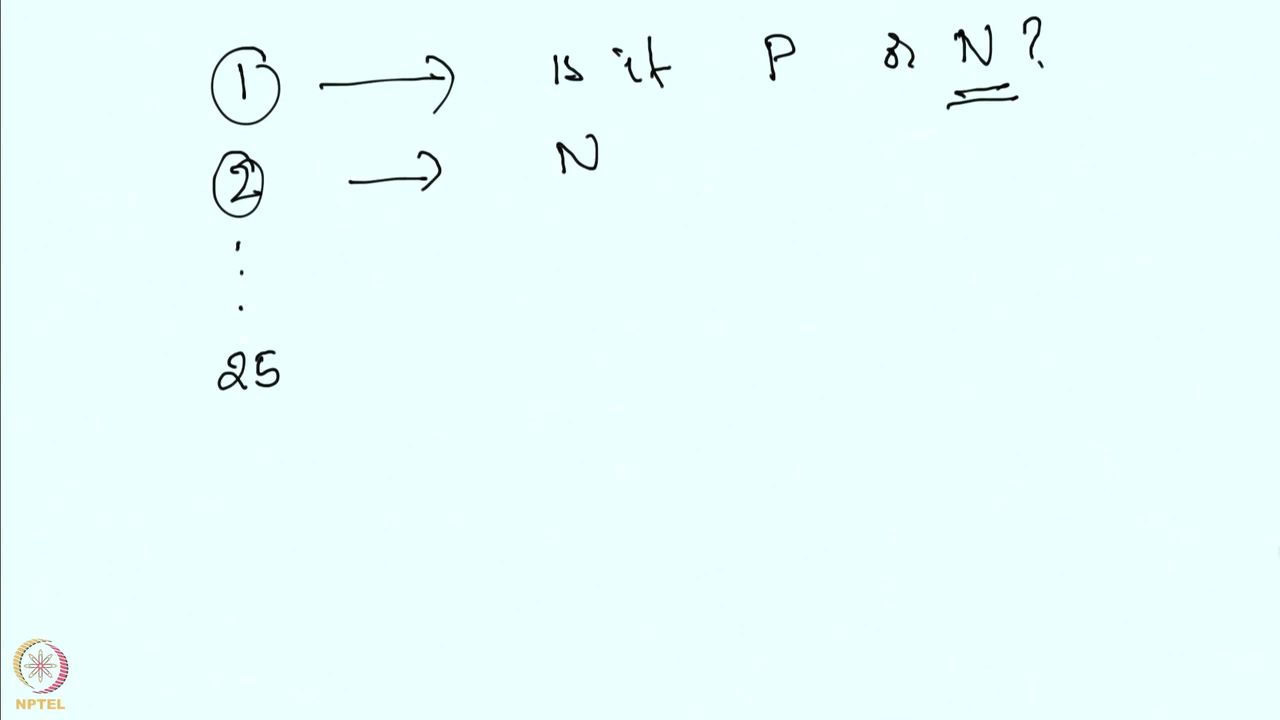 1 → Is it P or N?
2 → N
⋮
25
NPTEL